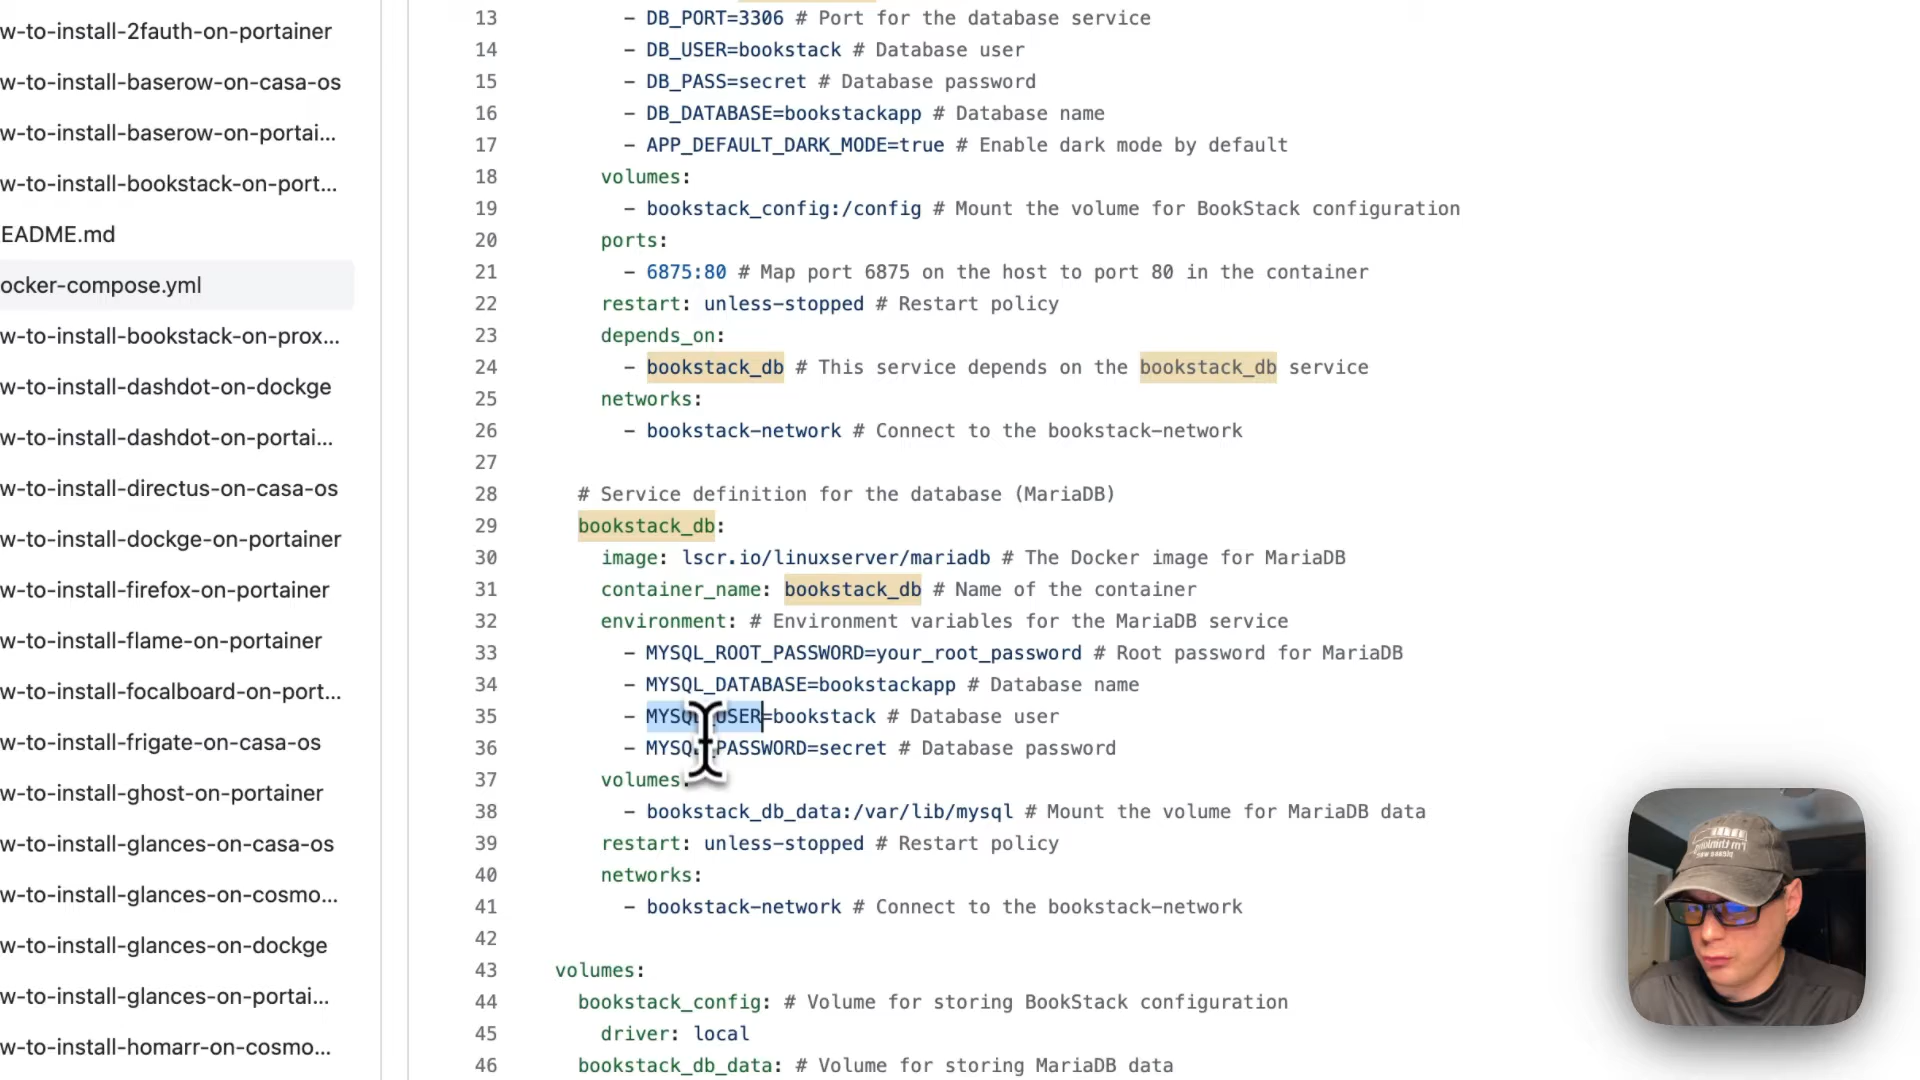 w-to-install-2fauth-on-portainer
w-to-install-baserow-on-casa-os
w-to-install-baserow-on-portai...
w-to-install-bookstack-on-port...
EADME.md
ocker-compose.yml
w-to-install-bookstack-on-prox...
w-to-install-dashdot-on-dockge
w-to-install-dashdot-on-portai...
w-to-install-directus-on-casa-os
w-to-install-dockge-on-portainer
w-to-install-firefox-on-portainer
w-to-install-flame-on-portainer
w-to-install-focalboard-on-port...
w-to-install-frigate-on-casa-os
w-to-install-ghost-on-portainer
w-to-install-glances-on-casa-os
w-to-install-glances-on-cosmo...
w-to-install-glances-on-dockge
w-to-install-glances-on-portai...
w-to-install-homarr-on-cosmo...
13 - DB_PORT=3306 # Port for the database service
14 - DB_USER=bookstack # Database user
15 - DB_PASS=secret # Database password
16 - DB_DATABASE=bookstackapp # Database name
17 - APP_DEFAULT_DARK_MODE=true # Enable dark mode by default
18 volumes:
19 - bookstack_config:/config # Mount the volume for BookStack configuration
20 ports:
21 - 6875:80 # Map port 6875 on the host to port 80 in the container
22 restart: unless-stopped # Restart policy
23 depends_on:
24 - bookstack_db # This service depends on the bookstack_db service
25 networks:
26 - bookstack-network # Connect to the bookstack-network
27
28 # Service definition for the database (MariaDB)
29 bookstack_db:
30 image: lscr.io/linuxserver/mariadb # The Docker image for MariaDB
31 container_name: bookstack_db # Name of the container
32 environment: # Environment variables for the MariaDB service
33 - MYSQL_ROOT_PASSWORD=your_root_password # Root password for MariaDB
34 - MYSQL_DATABASE=bookstackapp # Database name
35 - MYSQL_USER=bookstack # Database user
36 - MYSQL_PASSWORD=secret # Database password
37 volumes:
38 - bookstack_db_data:/var/lib/mysql # Mount the volume for MariaDB data
39 restart: unless-stopped # Restart policy
40 networks:
41 - bookstack-network # Connect to the bookstack-network
42
43 volumes:
44 bookstack_config: # Volume for storing BookStack configuration
45 driver: local
46 bookstack_db_data: # Volume for storing MariaDB data